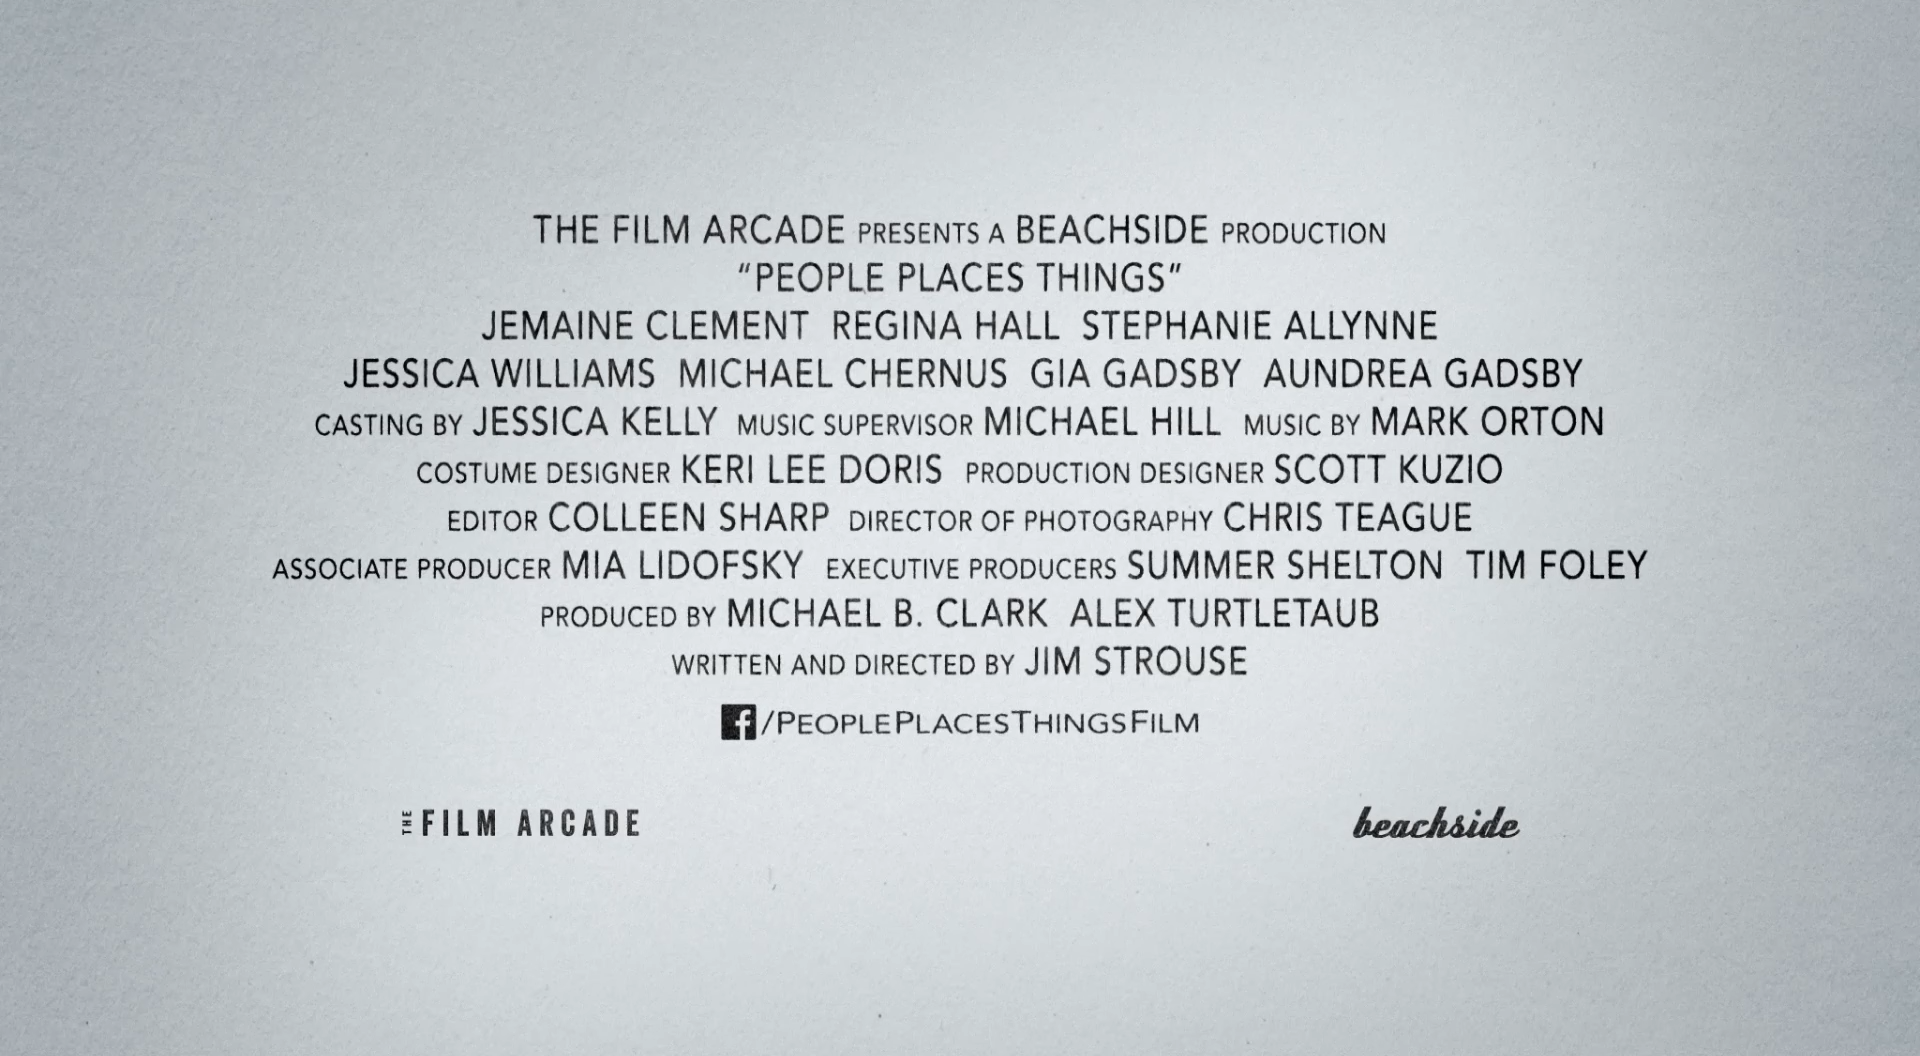 THE FILM ARCADE PRESENTS A BEACHSIDE PRODUCTION
“PEOPLE PLACES THINGS”
JEMAINE CLEMENT REGINA HALL STEPHANIE ALLYNNE
JESSICA WILLIAMS MICHAEL CHERNUS GIA GADSBY AUNDREA GADSBY
CASTING BY JESSICA KELLY MUSIC SUPERVISOR MICHAEL HILL MUSIC BY MARK ORTON
COSTUME DESIGNER KERI LEE DORIS PRODUCTION DESIGNER SCOTT KUZIO
EDITOR COLLEEN SHARP DIRECTOR OF PHOTOGRAPHY CHRIS TEAGUE
ASSOCIATE PRODUCER MIA LIDOFSKY EXECUTIVE PRODUCERS SUMMER SHELTON TIM FOLEY
PRODUCED BY MICHAEL B. CLARK ALEX TURTLETAUB
WRITTEN AND DIRECTED BY JIM STROUSE
f/PEOPLEPLACESTHINGSFILM
THE FILM ARCADE
beachside